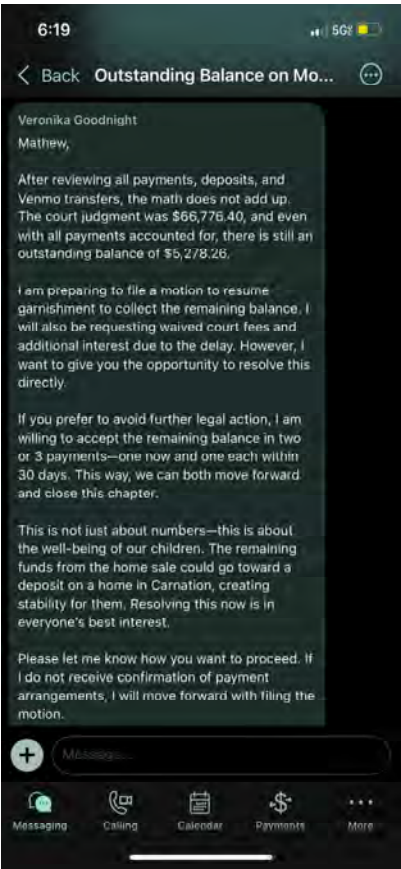 6:19
5G
Back Outstanding Balance on Mo...
Veronika Goodnight
Mathew,
After reviewing all payments, deposits, and
Venmo transfers, the math does not add up.
The court judgment was $66,776.40, and even
with all payments accounted for, there is still an
outstanding balance of $5,278.26.
I am preparing to file a motion to resume
garnishment to collect the remaining balance. I
will also be requesting waived court fees and
additional interest due to the delay. However, I
want to give you the opportunity to resolve this
directly.
If you prefer to avoid further legal action, I am
willing to accept the remaining balance in two
or 3 payments—one now and one each within
30 days. This way, we can both move forward
and close this chapter.
This is not just about numbers—this is about
the well-being of our children. The remaining
funds from the home sale could go toward a
deposit on a home in Carnation, creating
stability for them. Resolving this now is in
everyone's best interest.
Please let me know how you want to proceed. If
I do not receive confirmation of payment
arrangements, I will move forward with filing the
motion.
Message...
Messaging Calling Calendar Payments More